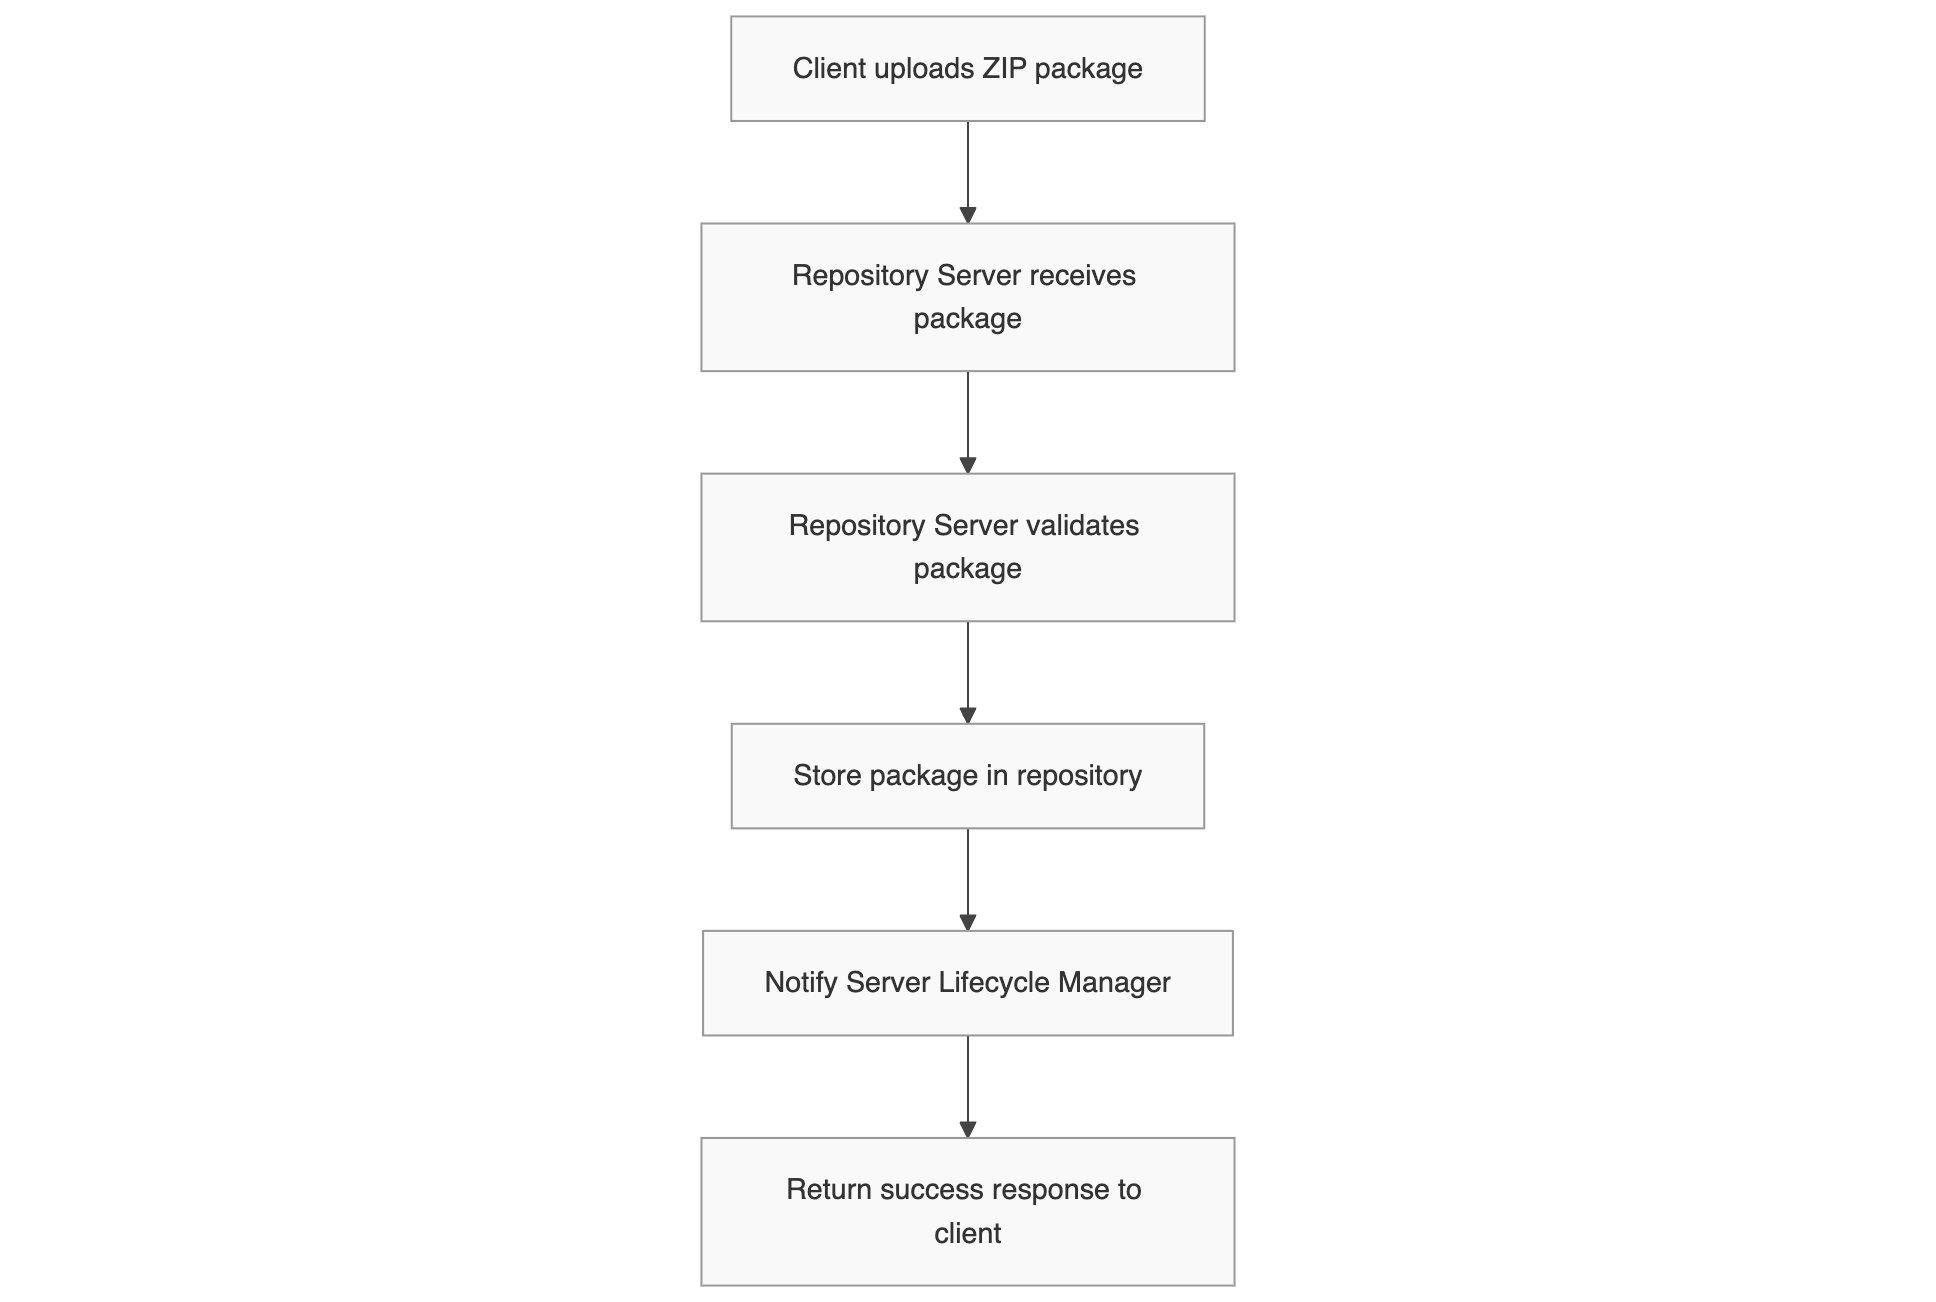 Client uploads ZIP package
Repository Server receives
package
Repository Server validates
package
Store package in repository
Notify Server Lifecycle Manager
Return success response to
client